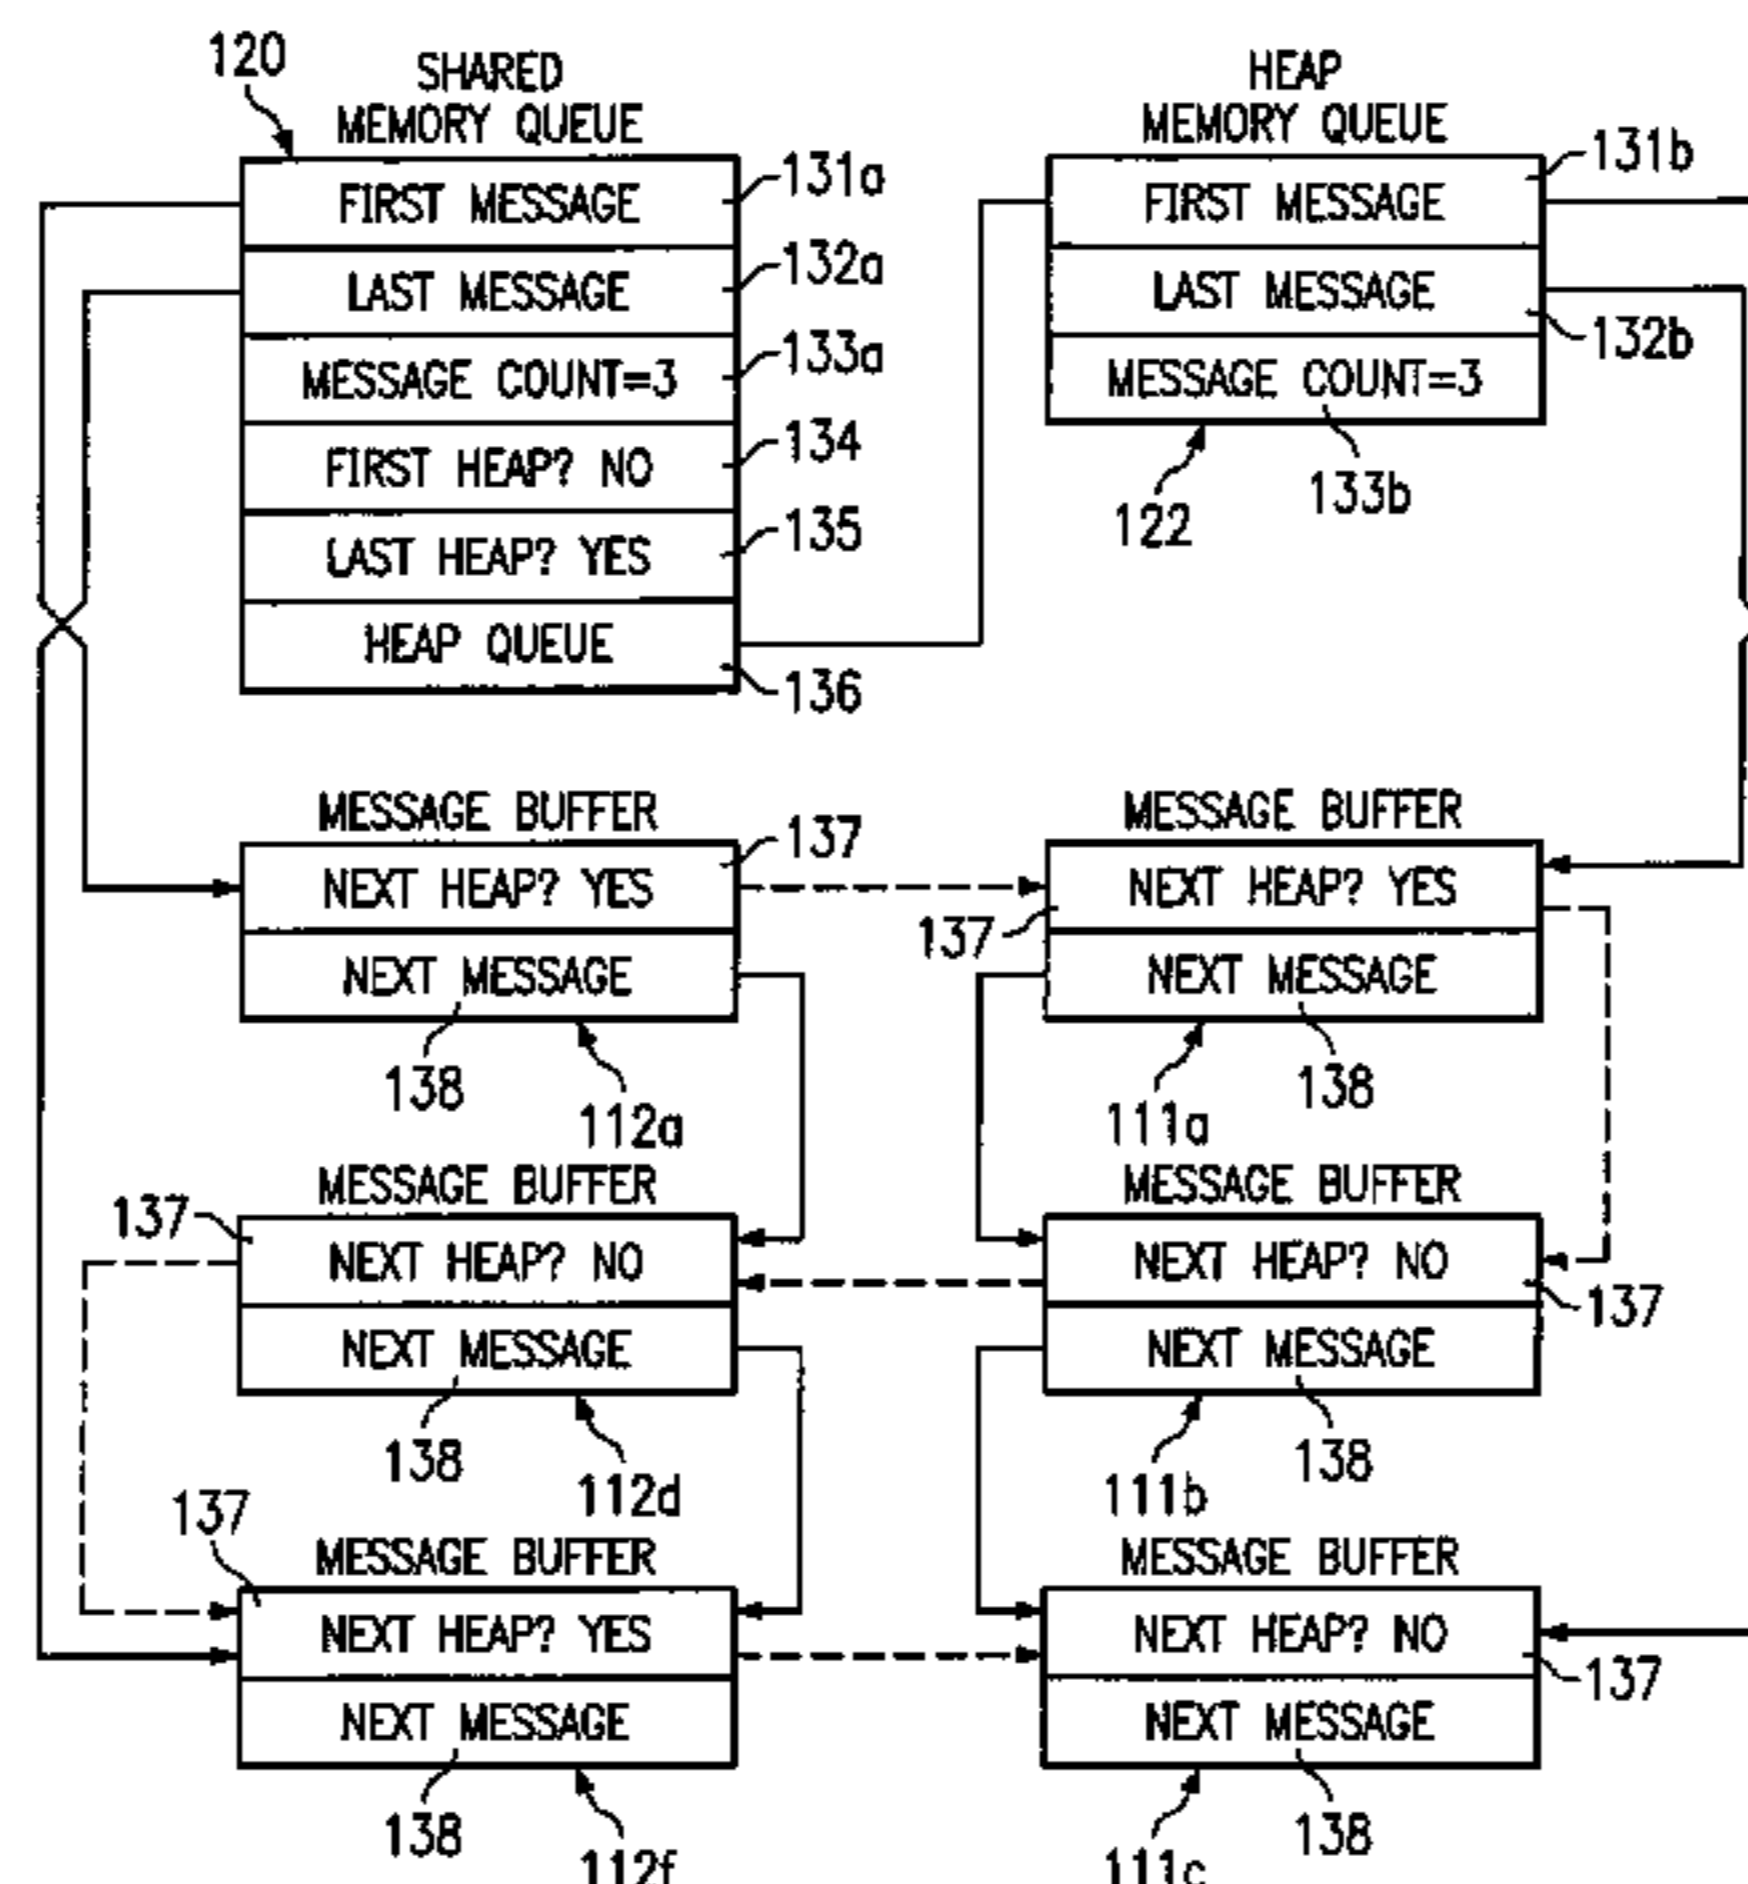 120
SHARED
MEMORY QUEUE
HEAP
MEMORY QUEUE
FIRST MESSAGE
131a
FIRST MESSAGE
131b
LAST MESSAGE
132a
LAST MESSAGE
132b
MESSAGE COUNT=3
133a
MESSAGE COUNT=3
133b
122
FIRST HEAP? NO
134
LAST HEAP? YES
135
HEAP QUEUE
136
MESSAGE BUFFER
137
MESSAGE BUFFER
NEXT HEAP? YES
NEXT HEAP? YES
137
NEXT MESSAGE
NEXT MESSAGE
138
112a
111a
138
MESSAGE BUFFER
MESSAGE BUFFER
137
NEXT HEAP? NO
NEXT HEAP? NO
137
NEXT MESSAGE
NEXT MESSAGE
138
112d
111b
138
137
MESSAGE BUFFER
MESSAGE BUFFER
NEXT HEAP? YES
NEXT HEAP? NO
137
NEXT MESSAGE
NEXT MESSAGE
138
112f
111c
138